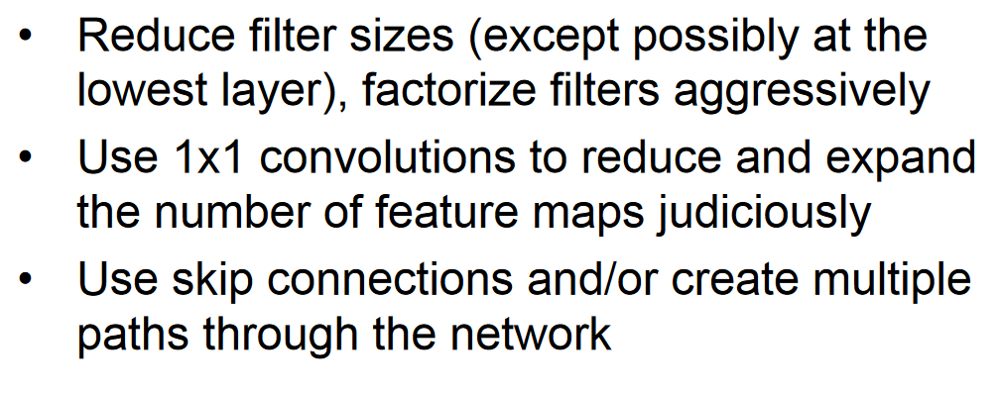 • Reduce filter sizes (except possibly at the
lowest layer), factorize filters aggressively
• Use 1x1 convolutions to reduce and expand
the number of feature maps judiciously
• Use skip connections and/or create multiple
paths through the network